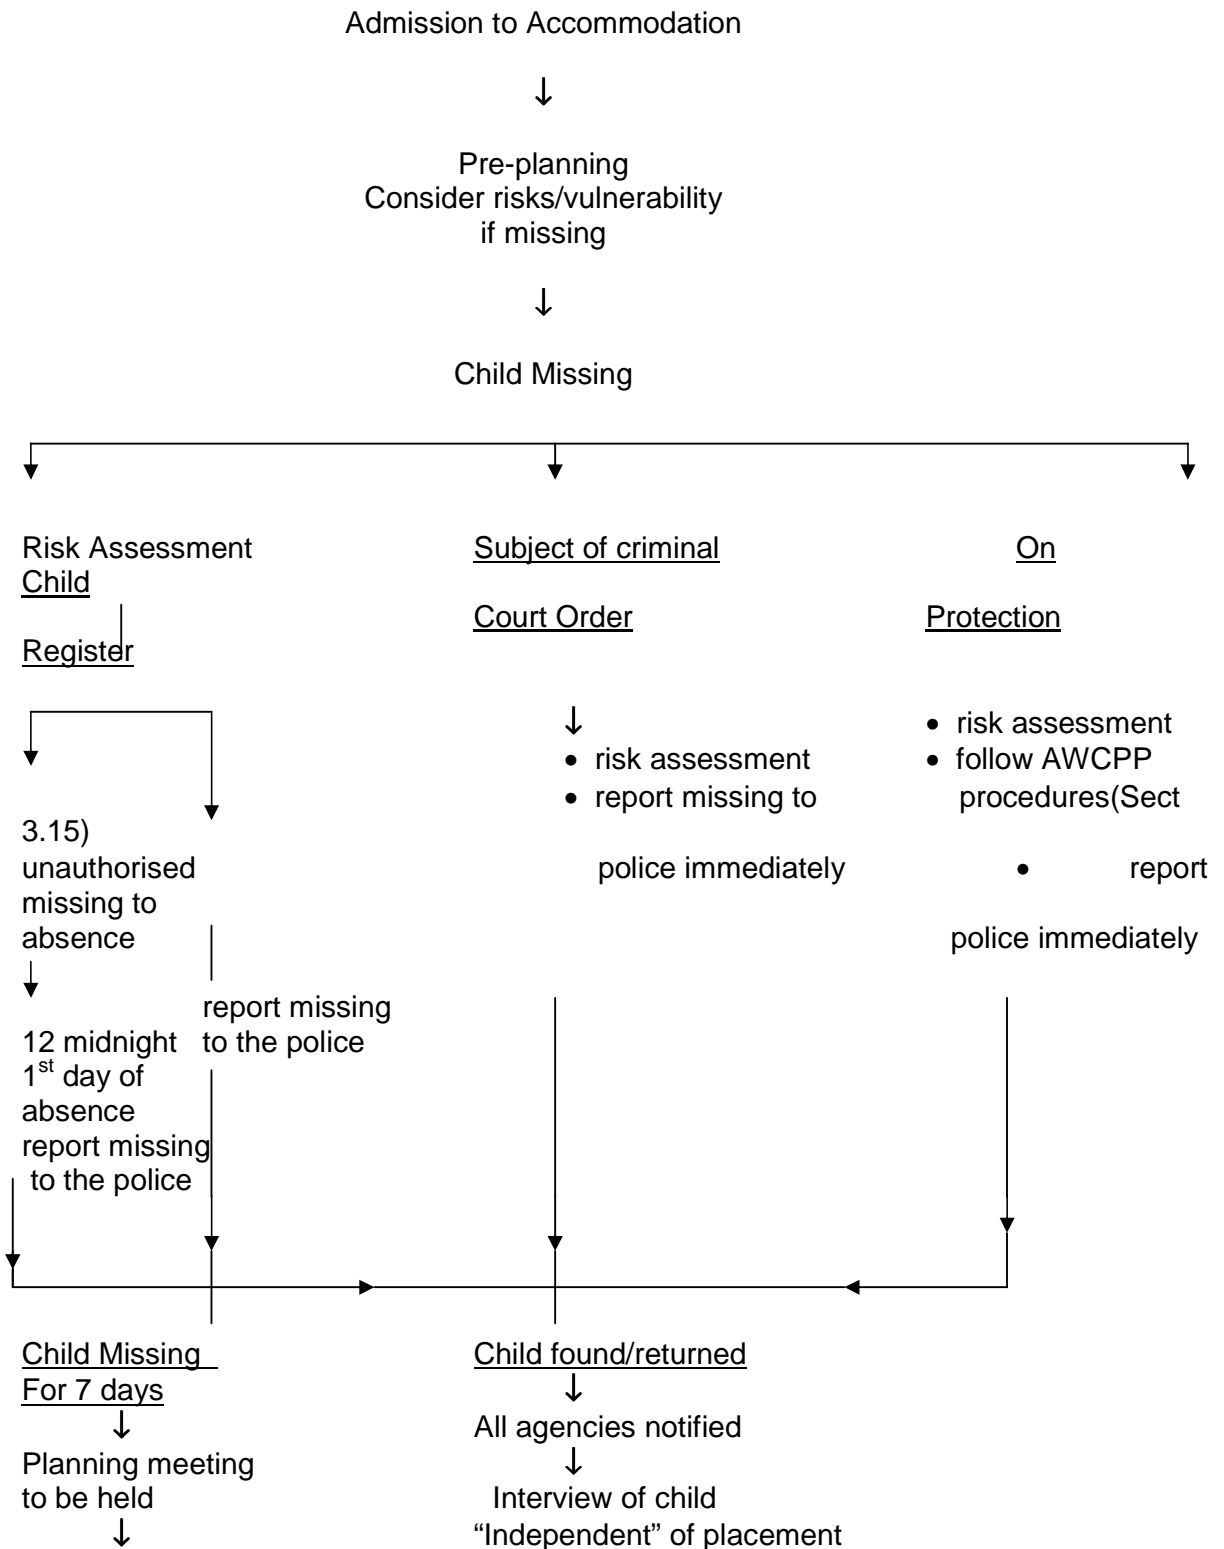 Admission to Accommodation
↓
Pre-planning
Consider risks/vulnerability
if missing
↓
Child Missing
Risk Assessment Subject of criminal On
Child
Court Order Protection
Register
↓
• risk assessment
• risk assessment • follow AWCPP
• report missing to procedures(Sect
3.15)
unauthorised police immediately • report
missing to
absence police immediately
report missing
12 midnight to the police
1st day of
absence
report missing
to the police
Child Missing Child found/returned
For 7 days ↓
↓ All agencies notified
Planning meeting ↓
to be held Interview of child
↓ “Independent” of placement